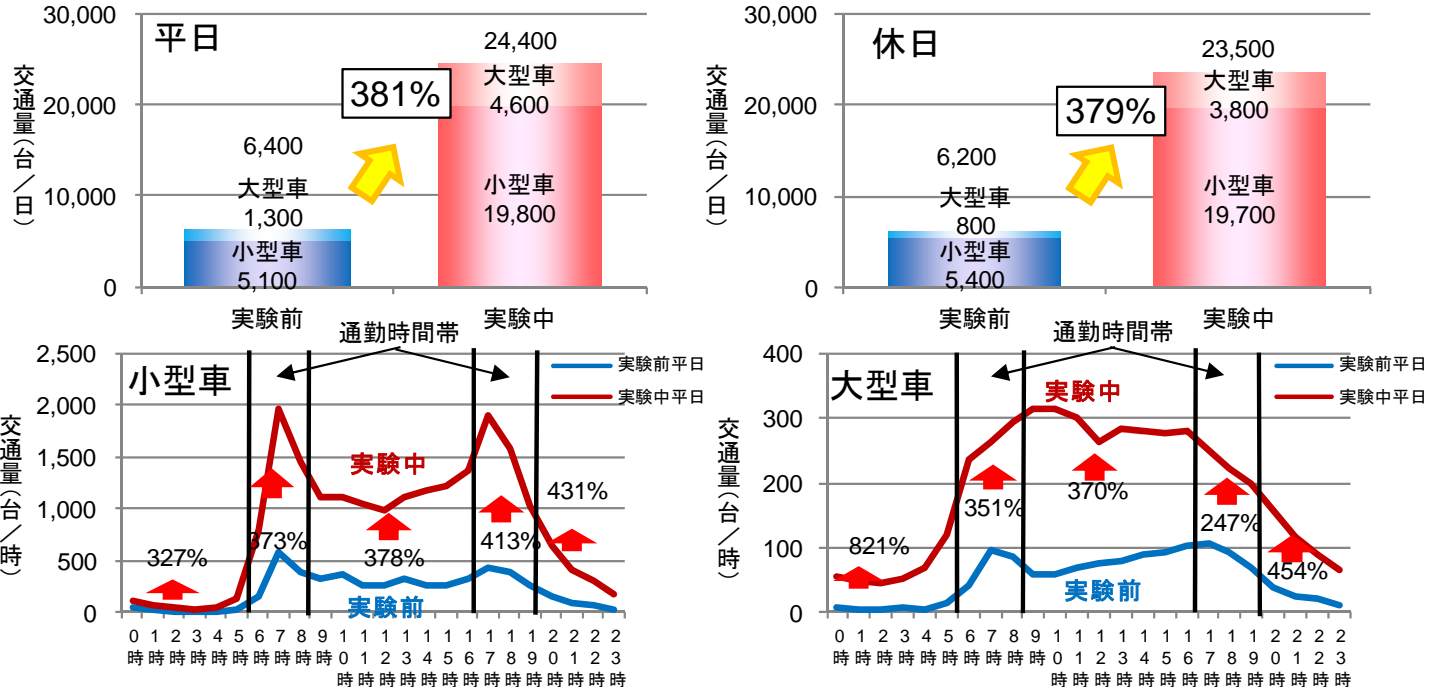 平日
交通量(台/日)
30,000
20,000
10,000
0
6,400
大型車
1,300
小型車
5,100
381%
24,400
大型車
4,600
小型車
19,800
実験前
実験中
休日
交通量(台/日)
30,000
20,000
10,000
0
6,200
大型車
800
小型車
5,400
379%
23,500
大型車
3,800
小型車
19,700
実験前
実験中
通勤時間帯
小型車
交通量(台/時)
2,500
2,000
1,500
1,000
500
0
実験前平日
実験中平日
実験中
実験前
327%
373%
378%
413%
431%
0時 1時 2時 3時 4時 5時 6時 7時 8時 9時 10時 11時 12時 13時 14時 15時 16時 17時 18時 19時 20時 21時 22時 23時
通勤時間帯
大型車
交通量(台/時)
400
300
200
100
0
実験前平日
実験中平日
実験中
実験前
821%
351%
370%
247%
454%
0時 1時 2時 3時 4時 5時 6時 7時 8時 9時 10時 11時 12時 13時 14時 15時 16時 17時 18時 19時 20時 21時 22時 23時